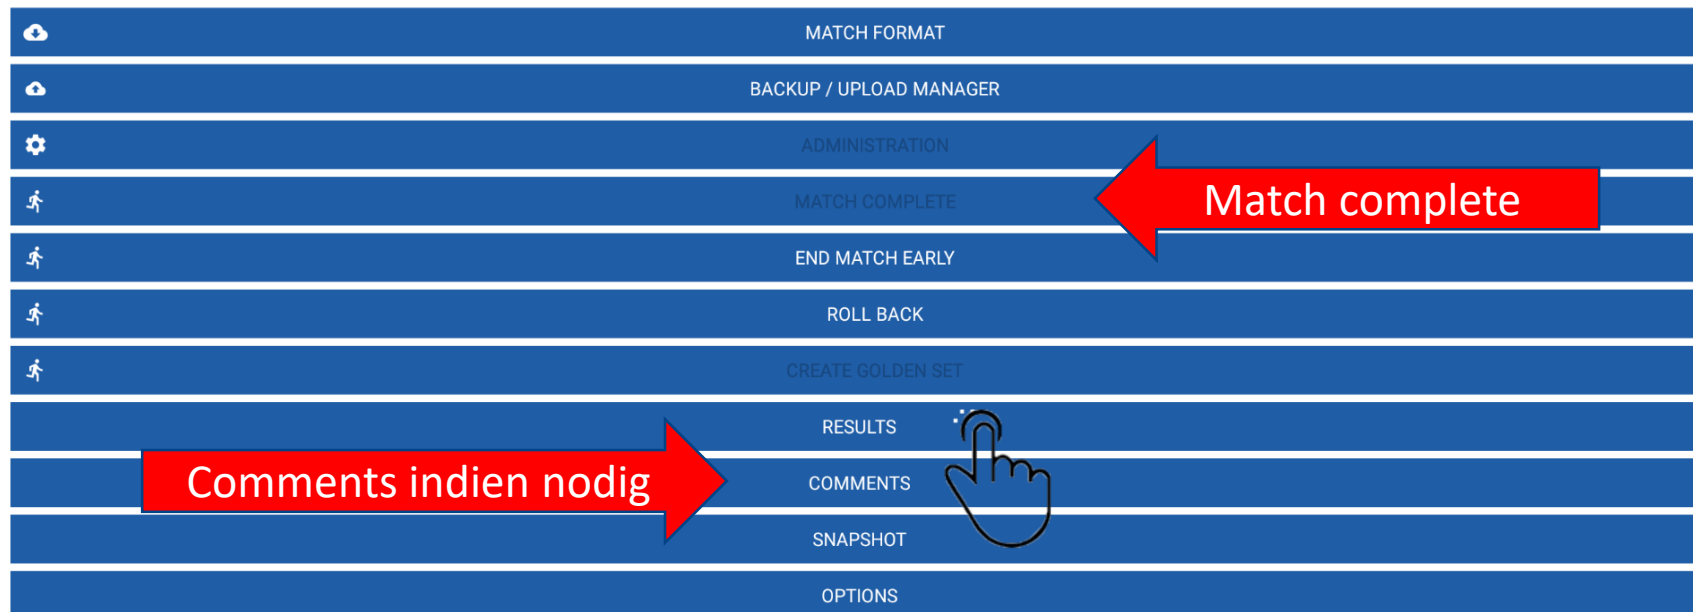 MATCH FORMAT
BACKUP / UPLOAD MANAGER
ADMINISTRATION
MATCH COMPLETE
Match complete
END MATCH EARLY
ROLL BACK
CREATE GOLDEN SET
RESULTS
Comments indien nodig
COMMENTS
SNAPSHOT
OPTIONS